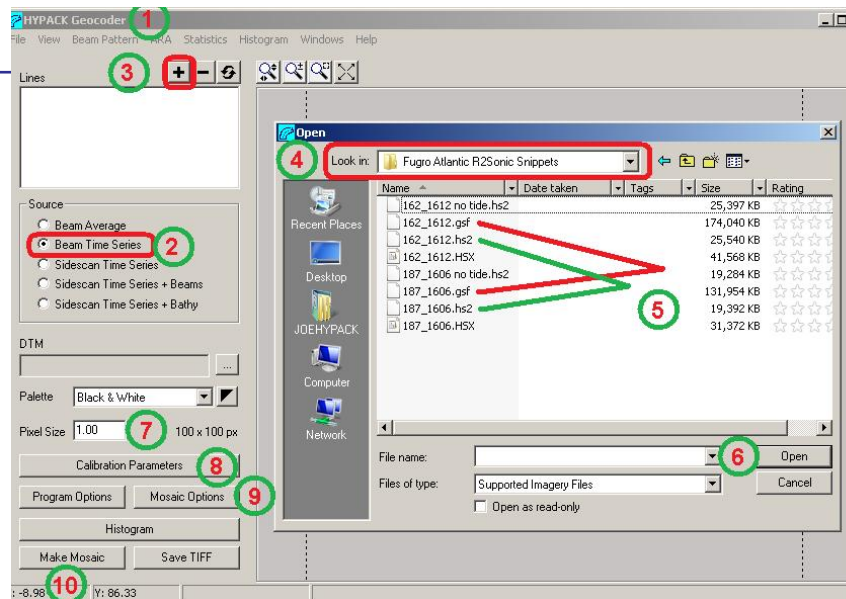 HYPACK Geocoder 1
File View Beam Pattern ARA Statistics Histogram Windows Help
Lines 3 + -
Open
4 Look in: Fugro Atlantic R2Sonic Snippets
Name Date taken Tags Size Rating
162_1612 no tide.hs2 25,397 KB
162_1612.gsf 174,040 KB
162_1612.hs2 25,540 KB
162_1612.HSX 41,568 KB
187_1606 no tide.hs2 19,284 KB
187_1606.gsf 131,954 KB
187_1606.hs2 19,392 KB
187_1606.HSX 31,372 KB
5
Recent Places
Desktop
JOEHYPACK
Computer
Network
File name: 6 Open
Files of type: Supported Imagery Files Cancel
Open as read-only
Source
Beam Average
Beam Time Series 2
Sidescan Time Series
Sidescan Time Series + Beams
Sidescan Time Series + Bathy
DTM
...
Palette Black & White
Pixel Size 1.00 7 100 x 100 px
Calibration Parameters 8
Program Options Mosaic Options 9
Histogram
Make Mosaic Save TIFF
: -8.98 10 Y: 86.33